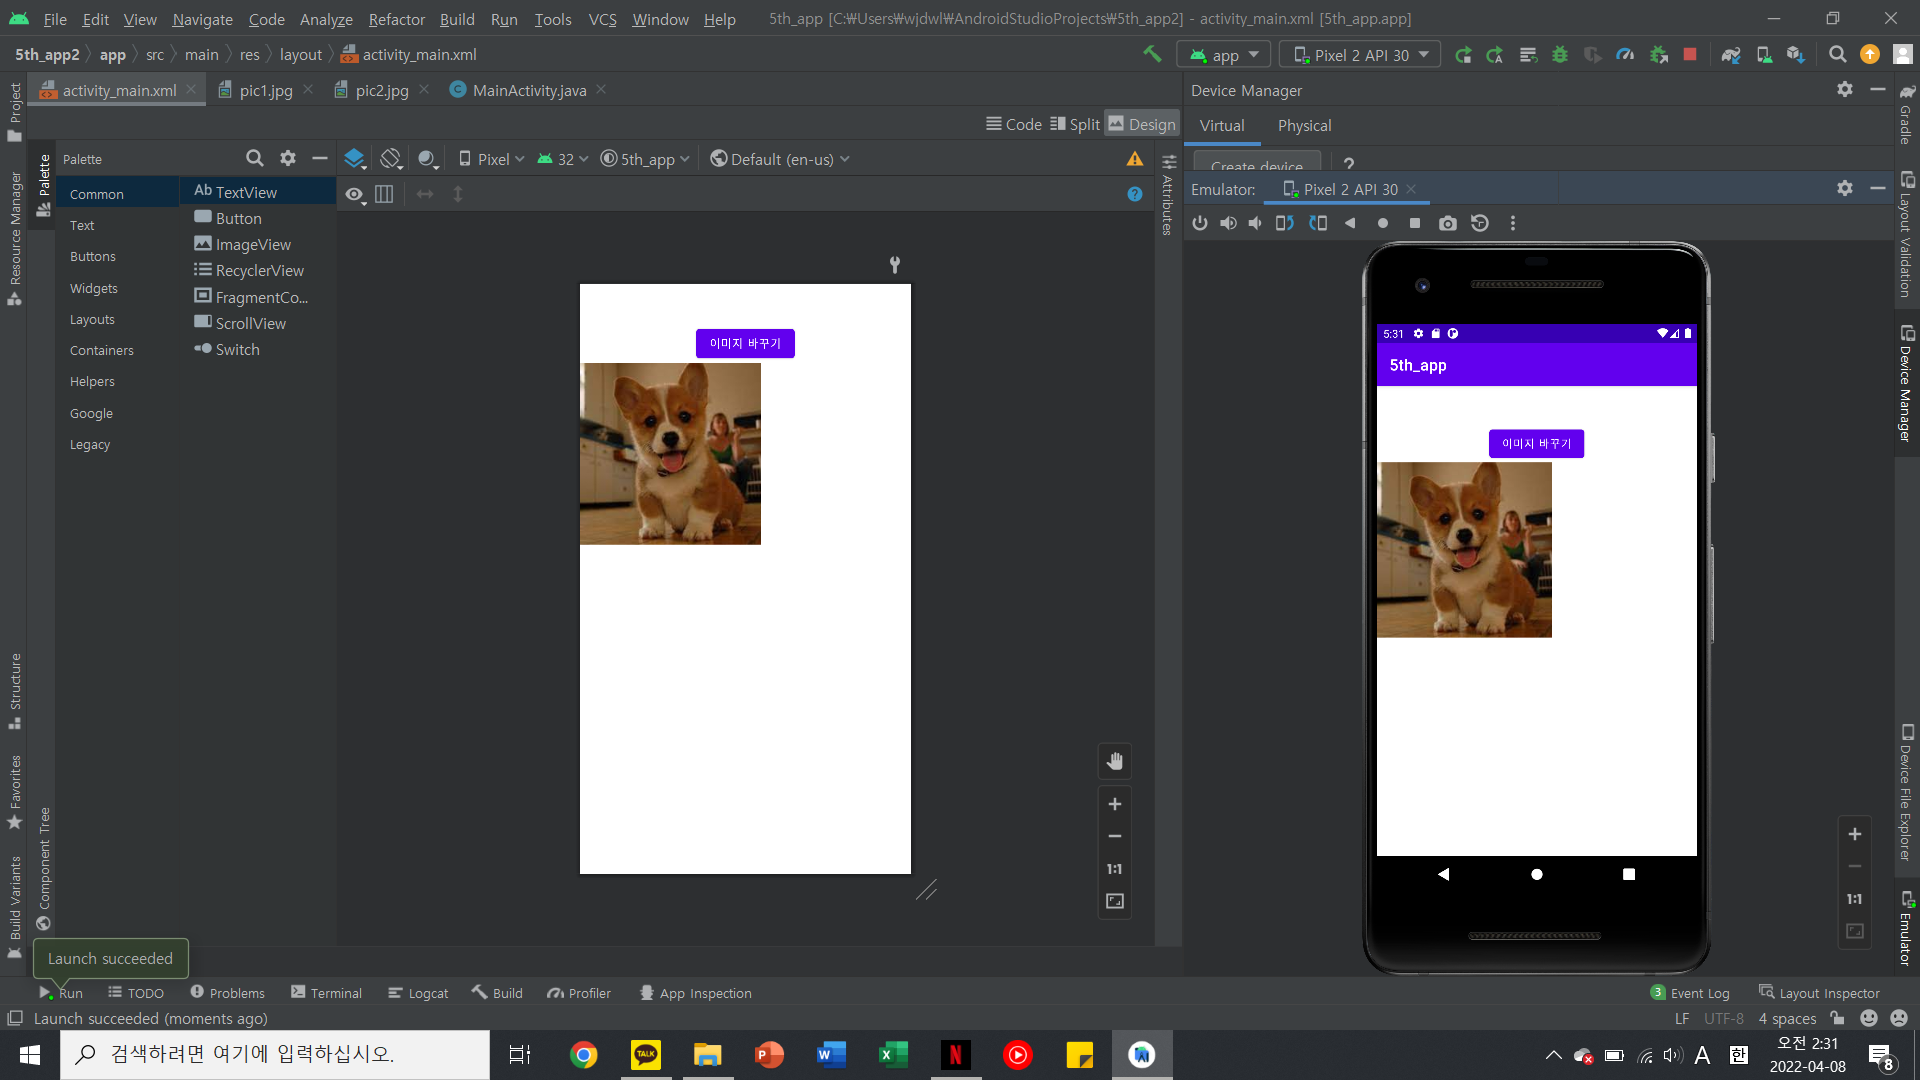 File Edit View Navigate Code Analyze Refactor Build Run Tools VCS Window Help 5th_app [C:₩Users₩wjdwl₩AndroidStudioProjects₩5th_app2] - activity_main.xml [5th_app.app]
5th_app2 app src main res layout activity_main.xml app Pixel 2 API 30
activity_main.xml pic1.jpg pic2.jpg MainActivity.java
Device Manager
Code Split Design
Virtual Physical
Create device ?
Palette
Pixel 32 5th_app Default (en-us)
Common
Text
Buttons
Widgets
Layouts
Containers
Helpers
Google
Legacy
Ab TextView
Button
ImageView
RecyclerView
FragmentCo...
ScrollView
Switch
이미지 바꾸기
1:1
Emulator: Pixel 2 API 30
5:31
5th_app
이미지 바꾸기
1:1
Project
Resource Manager
Structure
Favorites
Build Variants
Palette
Component Tree
Attributes
Gradle
Layout Validation
Device Manager
Device File Explorer
Emulator
Launch succeeded
Run TODO Problems Terminal Logcat Build Profiler App Inspection 3 Event Log Layout Inspector
Launch succeeded (moments ago) LF UTF-8 4 spaces
검색하려면 여기에 입력하십시오.
TALK
P W X N
A 한
오전 2:31
2022-04-08
8